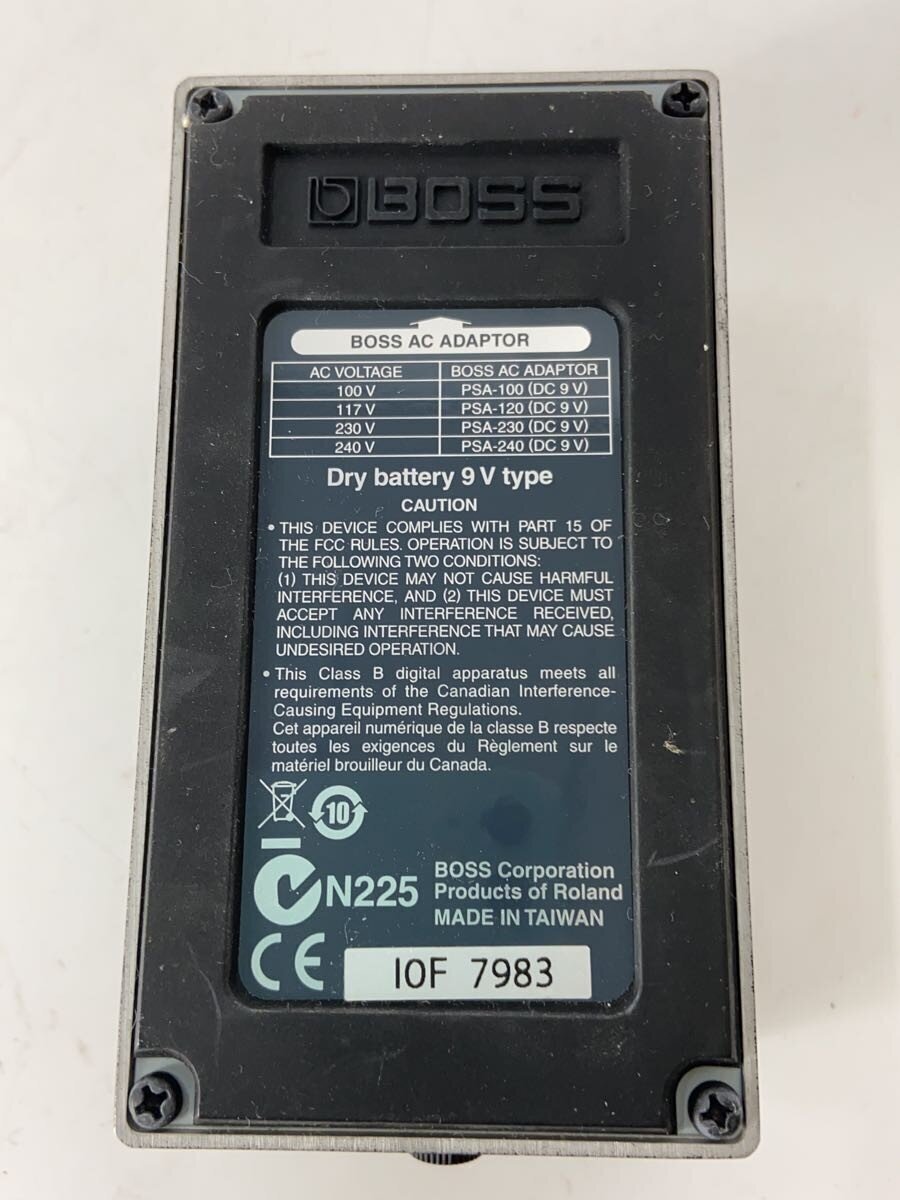 BOSS
BOSS AC ADAPTOR
AC VOLTAGE BOSS AC ADAPTOR
100 V PSA-100 (DC 9 V)
117 V PSA-120 (DC 9 V)
230 V PSA-230 (DC 9 V)
240 V PSA-240 (DC 9 V)
Dry battery 9 V type
CAUTION
• THIS DEVICE COMPLIES WITH PART 15 OF
THE FCC RULES. OPERATION IS SUBJECT TO
THE FOLLOWING TWO CONDITIONS:
(1) THIS DEVICE MAY NOT CAUSE HARMFUL
INTERFERENCE, AND (2) THIS DEVICE MUST
ACCEPT ANY INTERFERENCE RECEIVED,
INCLUDING INTERFERENCE THAT MAY CAUSE
UNDESIRED OPERATION.
• This Class B digital apparatus meets all
requirements of the Canadian Interference-
Causing Equipment Regulations.
Cet appareil numérique de la classe B respecte
toutes les exigences du Règlement sur le
matériel brouilleur du Canada.
10
N225
BOSS Corporation
Products of Roland
MADE IN TAIWAN
CE
IOF 7983